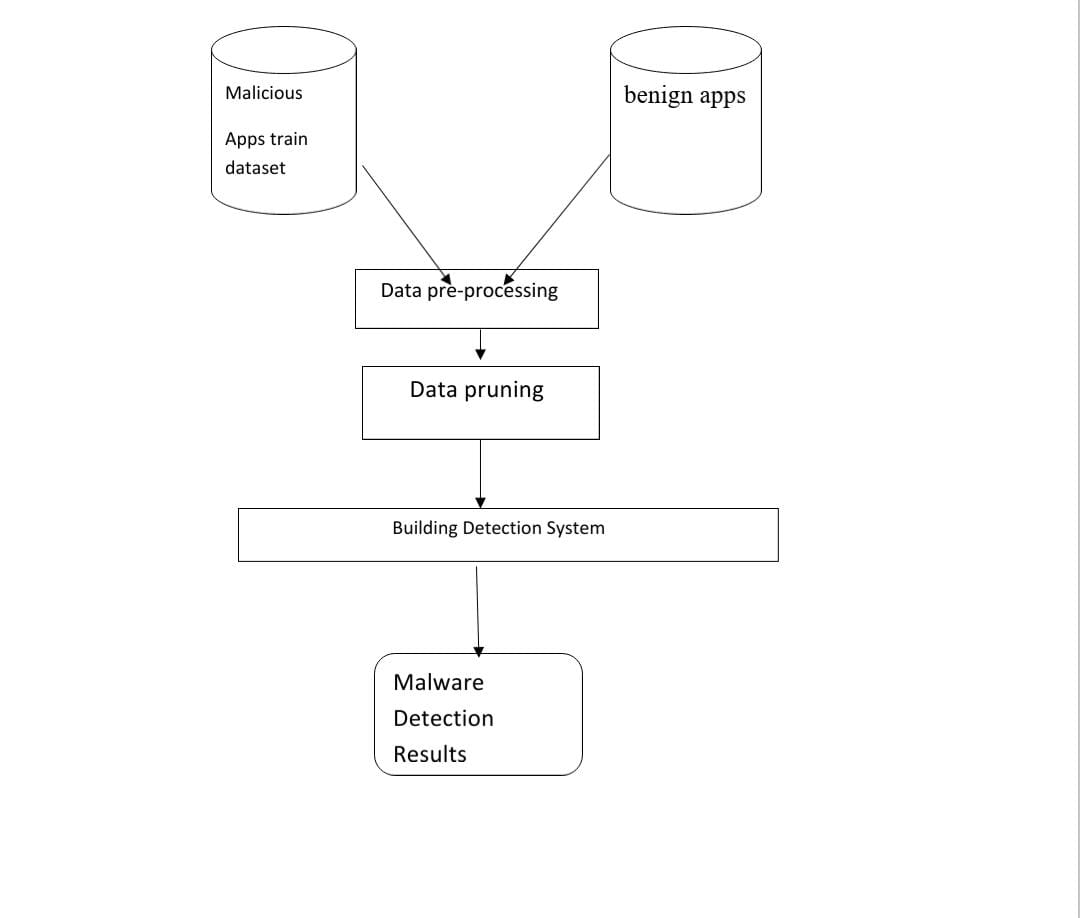 Malicious
Apps train
dataset
benign apps
Data pre-processing
Data pruning
Building Detection System
Malware
Detection
Results